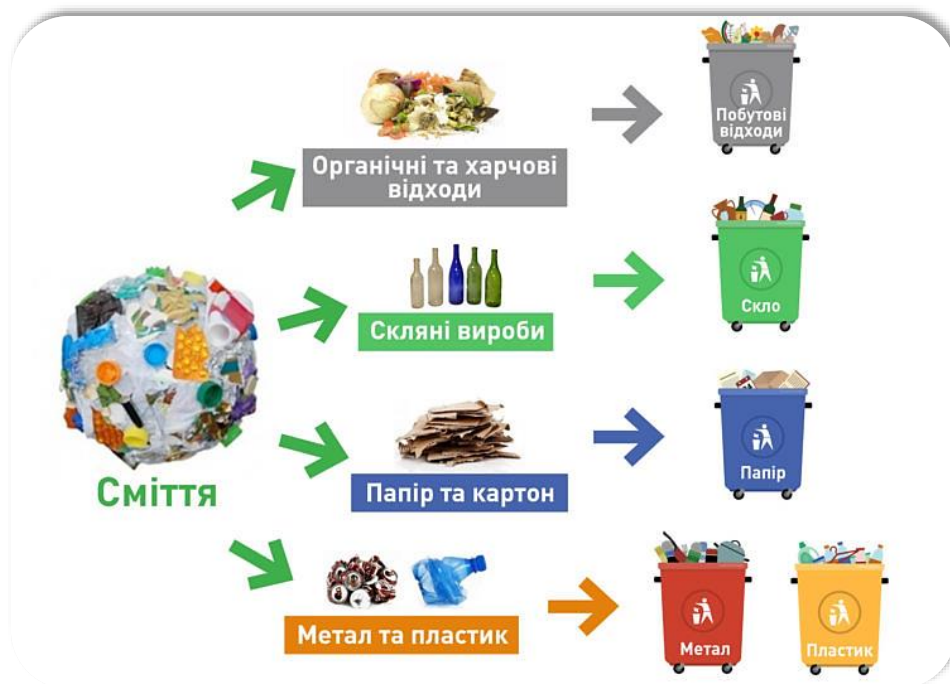 Органічні та харчові
відходи
Побутові
відходи
Скляні вироби
Скло
Сміття
Папір та картон
Папір
Метал та пластик
Метал
Пластик